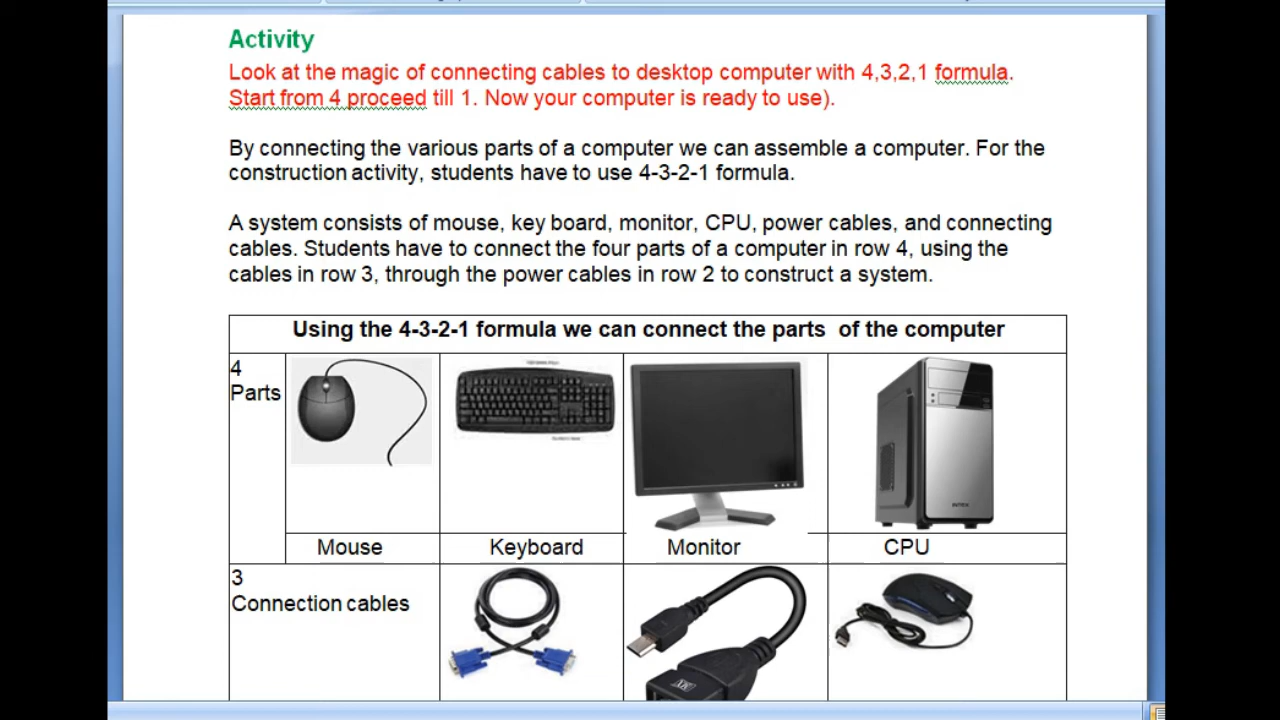 Activity
Look at the magic of connecting cables to desktop computer with 4,3,2,1 formula.
Start from 4 proceed till 1. Now your computer is ready to use).
By connecting the various parts of a computer we can assemble a computer. For the
construction activity, students have to use 4-3-2-1 formula.
A system consists of mouse, key board, monitor, CPU, power cables, and connecting
cables. Students have to connect the four parts of a computer in row 4, using the
cables in row 3, through the power cables in row 2 to construct a system.
Using the 4-3-2-1 formula we can connect the parts of the computer
4
Parts
Mouse
Keyboard
Monitor
CPU
3
Connection cables